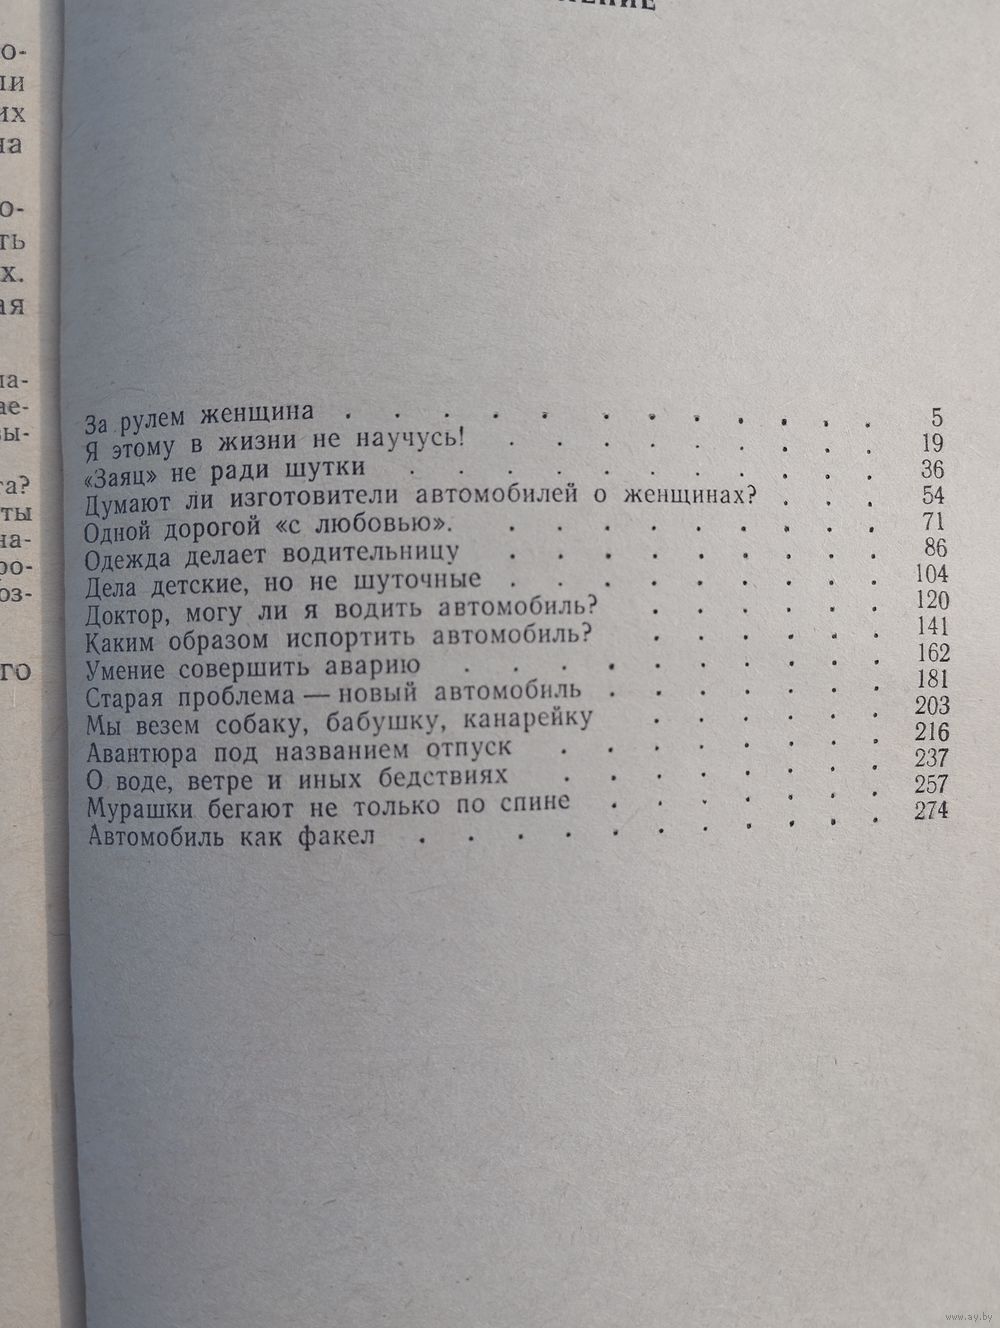 За рулем женщина . . . . . . . . . . . 5
Я этому в жизни не научусь! . . . . . . . . 19
«Заяц» не ради шутки . . . . . . . . . . 36
Думают ли изготовители автомобилей о женщинах? . . 54
Одной дорогой «с любовью». . . . . . . . . 71
Одежда делает водительницу . . . . . . . . 86
Дела детские, но не шуточные . . . . . . . . 104
Доктор, могу ли я водить автомобиль? . . . . . 120
Каким образом испортить автомобиль? . . . . . 141
Умение совершить аварию . . . . . . . . . 162
Старая проблема — новый автомобиль . . . . . . 181
Мы везем собаку, бабушку, канарейку . . . . . 203
Авантюра под названием отпуск . . . . . . . 216
О воде, ветре и иных бедствиях . . . . . . . 237
Мурашки бегают не только по спине . . . . . . 257
Автомобиль как факел . . . . . . . . . . 274
www.ay.by